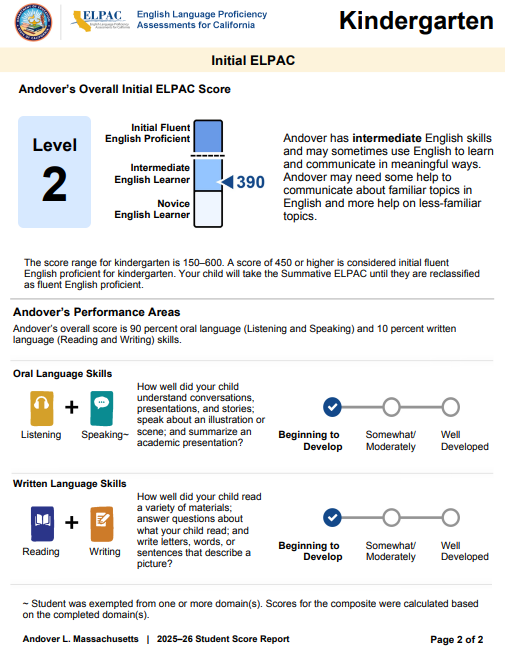 ELPAC
English Language Proficiency
Assessments for California
Kindergarten
Initial ELPAC
Andover's Overall Initial ELPAC Score
Level
2
Initial Fluent
English Proficient
Intermediate
English Learner
Novice
English Learner
390
Andover has intermediate English skills
and may sometimes use English to learn
and communicate in meaningful ways.
Andover may need some help to
communicate about familiar topics in
English and more help on less-familiar
topics.
The score range for kindergarten is 150–600. A score of 450 or higher is considered initial fluent
English proficient for kindergarten. Your child will take the Summative ELPAC until they are reclassified
as fluent English proficient.
Andover's Performance Areas
Andover's overall score is 90 percent oral language (Listening and Speaking) and 10 percent written
language (Reading and Writing) skills.
Oral Language Skills
+
Listening
Speaking~
How well did your child
understand conversations,
presentations, and stories;
speak about an illustration or
scene; and summarize an
academic presentation?
Beginning to
Develop
Somewhat/
Moderately
Well
Developed
Written Language Skills
+
Reading
Writing
How well did your child read
a variety of materials;
answer questions about
what your child read; and
write letters, words, or
sentences that describe a
picture?
Beginning to
Develop
Somewhat/
Moderately
Well
Developed
~ Student was exempted from one or more domain(s). Scores for the composite were calculated based
on the completed domain(s).
Andover L. Massachusetts | 2025–26 Student Score Report
Page 2 of 2